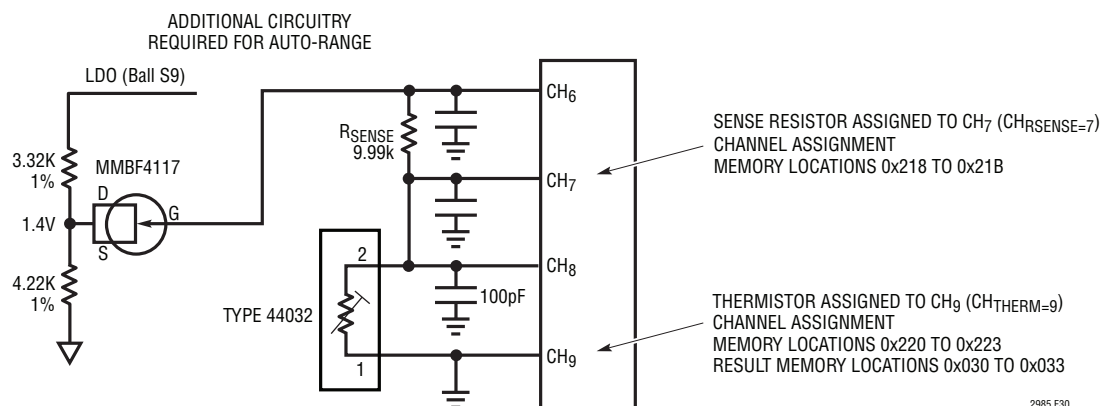 ADDITIONAL CIRCUITRY
REQUIRED FOR AUTO-RANGE
LDO (Ball S9)
3.32K
1%
MMBF4117
D
G
S
1.4V
4.22K
1%
RSENSE
9.99k
CH6
CH7
CH8
CH9
2
1
100pF
TYPE 44032
SENSE RESISTOR ASSIGNED TO CH7 (CHRSENSE=7)
CHANNEL ASSIGNMENT
MEMORY LOCATIONS 0x218 TO 0x21B
THERMISTOR ASSIGNED TO CH9 (CHTHERM=9)
CHANNEL ASSIGNMENT
MEMORY LOCATIONS 0x220 TO 0x223
RESULT MEMORY LOCATIONS 0x030 TO 0x033
2985 F30